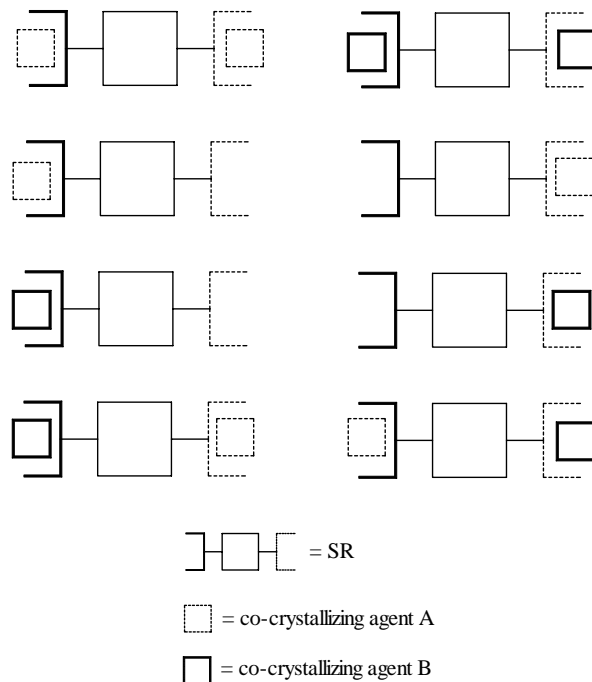 = SR
= co-crystallizing agent A
= co-crystallizing agent B